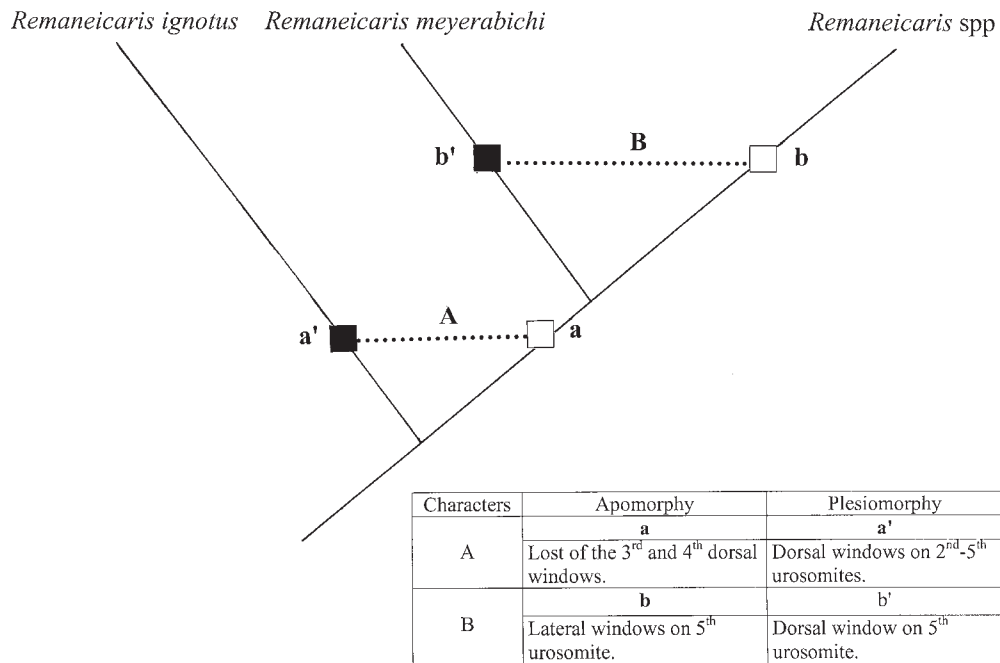 Remaneicaris ignotus Remaneicaris meyerabichi Remaneicaris spp
b' B b
a' A a
Characters Apomorphy Plesiomorphy
a a'
A Lost of the 3rd and 4th dorsal windows. Dorsal windows on 2nd-5th urosomites.
b b'
B Lateral windows on 5th urosomite. Dorsal window on 5th urosomite.